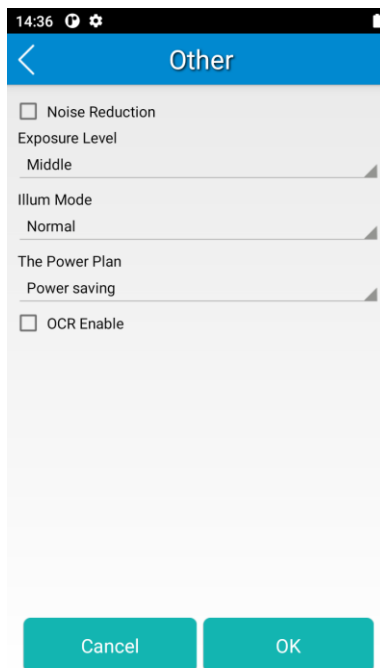 14:36
Other
Noise Reduction
Exposure Level
Middle
Illum Mode
Normal
The Power Plan
Power saving
OCR Enable
Cancel
OK